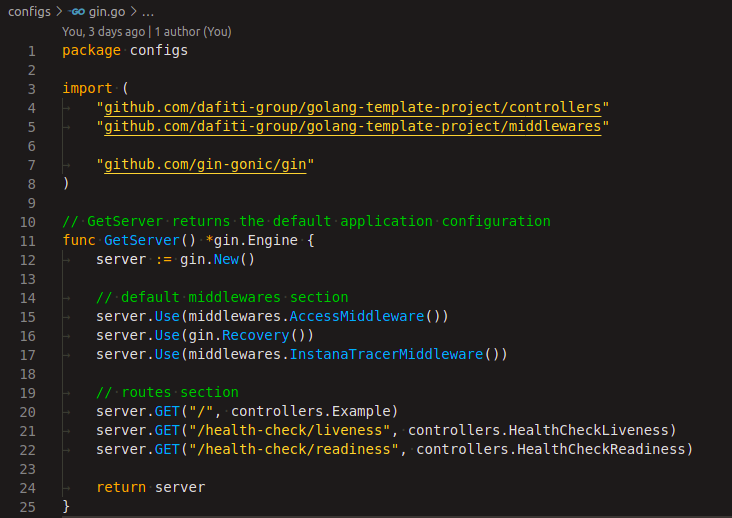 configs > gin.go > ...
You, 3 days ago | 1 author (You)
1 package configs
2
3 import (
4 "github.com/dafiti-group/golang-template-project/controllers"
5 "github.com/dafiti-group/golang-template-project/middlewares"
6
7 "github.com/gin-gonic/gin"
8 )
9
10 // GetServer returns the default application configuration
11 func GetServer() *gin.Engine {
12 server := gin.New()
13
14 // default middlewares section
15 server.Use(middlewares.AccessMiddleware())
16 server.Use(gin.Recovery())
17 server.Use(middlewares.InstanaTracerMiddleware())
18
19 // routes section
20 server.GET("/", controllers.Example)
21 server.GET("/health-check/liveness", controllers.HealthCheckLiveness)
22 server.GET("/health-check/readiness", controllers.HealthCheckReadiness)
23
24 return server
25 }